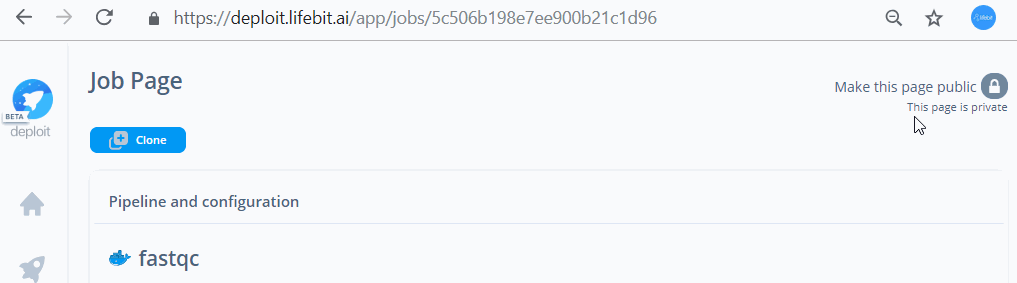 https://deploit.lifebit.ai/app/jobs/5c506b198e7ee900b21c1d96
Job Page
Make this page public
This page is private
BETA
deploit
Clone
Pipeline and configuration
fastqc